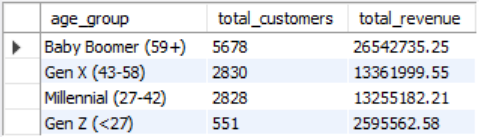 age_group total_customers total_revenue
Baby Boomer (59+) 5678 26542735.25
Gen X (43-58) 2830 13361999.55
Millennial (27-42) 2828 13255182.21
Gen Z (<27) 551 2595562.58